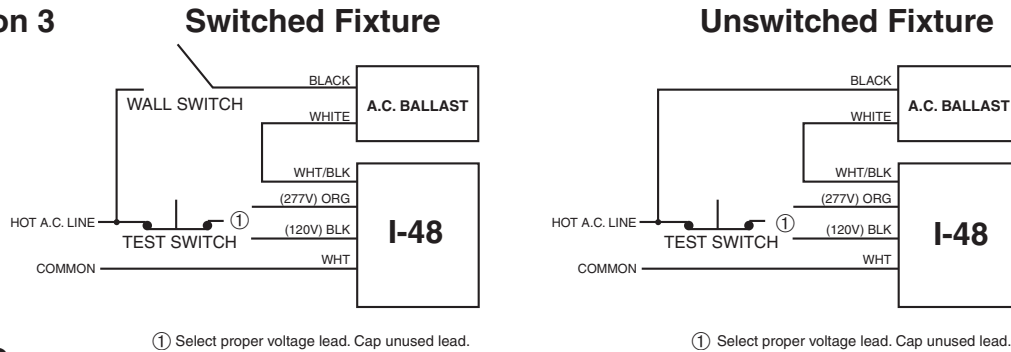 on 3
Switched Fixture
BLACK
WALL SWITCH
A.C. BALLAST
WHITE
WHT/BLK
(277V) ORG
HOT A.C. LINE
①
TEST SWITCH
(120V) BLK
I-48
WHT
COMMON
① Select proper voltage lead. Cap unused lead.
Unswitched Fixture
BLACK
A.C. BALLAST
WHITE
WHT/BLK
(277V) ORG
HOT A.C. LINE
①
TEST SWITCH
(120V) BLK
I-48
WHT
COMMON
① Select proper voltage lead. Cap unused lead.